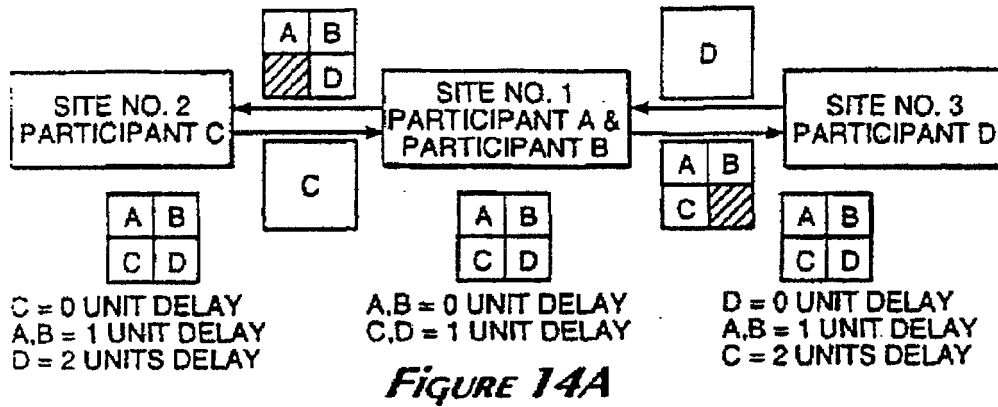 A B
D
D
SITE NO. 2
PARTICIPANT C
SITE NO. 1
PARTICIPANT A &
PARTICIPANT B
SITE NO. 3
PARTICIPANT D
C
A B
C
A B
C D
C = 0 UNIT DELAY
A,B = 1 UNIT DELAY
D = 2 UNITS DELAY
A B
C D
A,B = 0 UNIT DELAY
C,D = 1 UNIT DELAY
A B
C D
D = 0 UNIT DELAY
A,B = 1 UNIT DELAY
C = 2 UNITS DELAY
FIGURE 14A